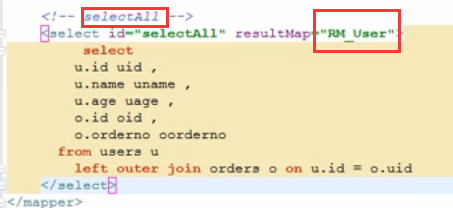 <!-- selectAll -->
<select id="selectAll" resultMap="RM_User">
select
u.id uid ,
u.name uname ,
u.age uage ,
o.id oid ,
o.orderno oorderno
from users u
left outer join orders o on u.id = o.uid
</select>
</mapper>